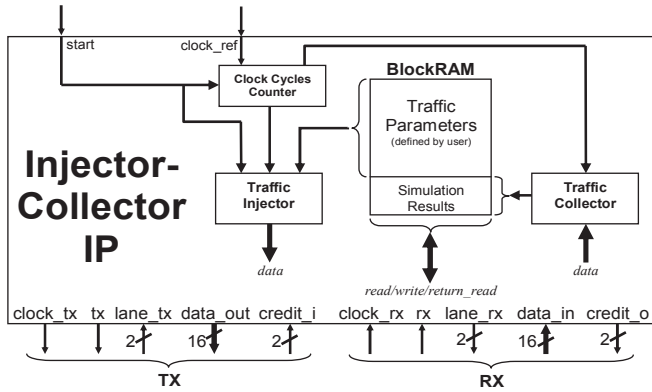 start
clock_ref
Clock Cycles
Counter
BlockRAM
Traffic
Parameters
(defined by user)
Injector-
Collector
IP
Traffic
Injector
Simulation
Results
Traffic
Collector
data
read/write/return_read
data
clock_tx tx lane_tx data_out credit_i
clock_rx rx lane_rx data_in credit_o
2 16 2
2 16 2
TX
RX